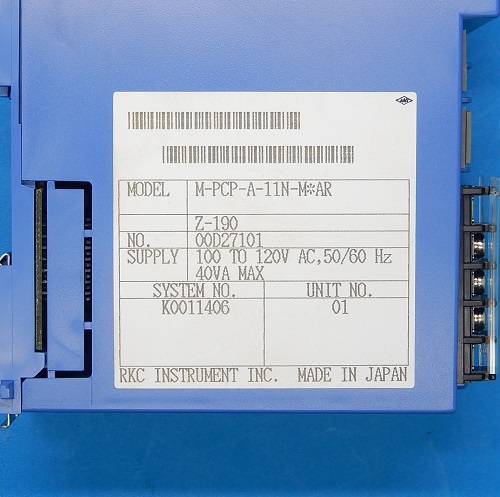 MODEL M-PCP-A-11N-M*AR
Z-190
NO. 00D27101
SUPPLY 100 TO 120V AC,50/60 Hz
40VA MAX
SYSTEM NO. UNIT NO.
K0011406 01
RKC INSTRUMENT INC. MADE IN JAPAN